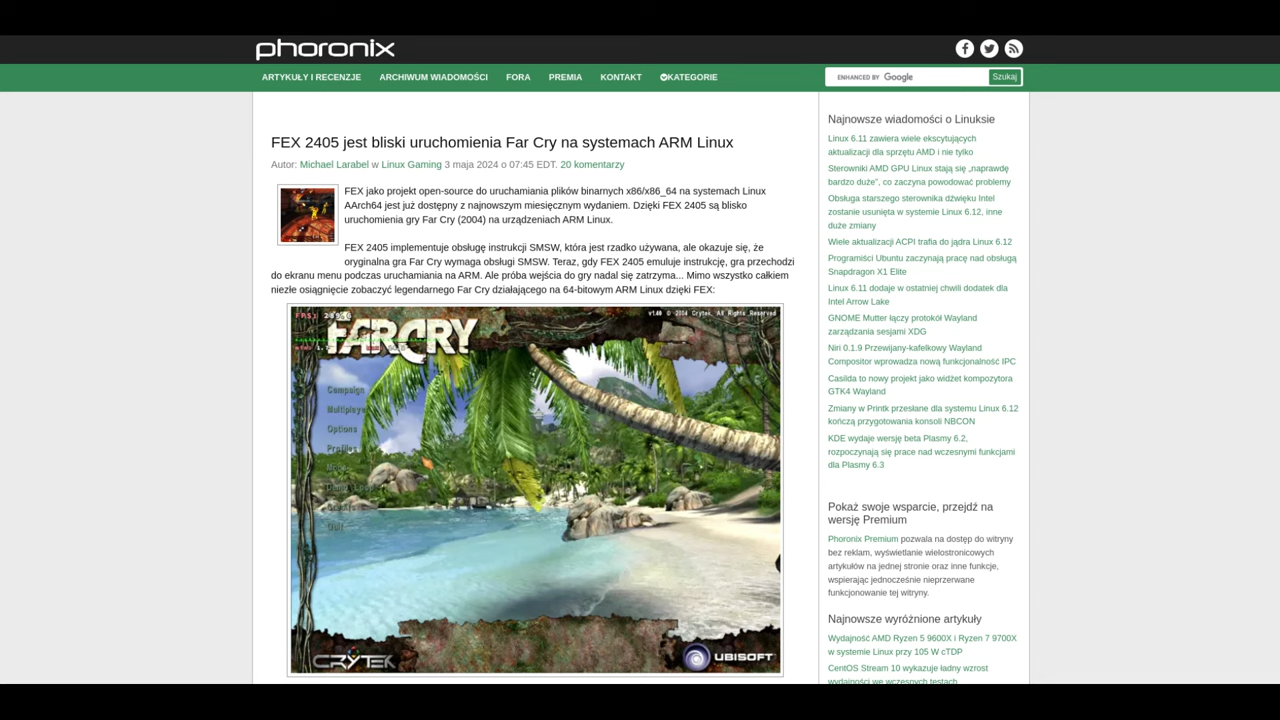 phoronix
ARTYKUŁY I RECENZJE ARCHIWUM WIADOMOŚCI FORA PREMIA KONTAKT KATEGORIE
ENHANCED BY Google Szukaj
FEX 2405 jest bliski uruchomienia Far Cry na systemach ARM Linux
Autor: Michael Larabel w Linux Gaming 3 maja 2024 o 07:45 EDT. 20 komentarzy
FEX jako projekt open-source do uruchamiania plików binarnych x86/x86_64 na systemach Linux
AArch64 jest już dostępny z najnowszym miesięcznym wydaniem. Dzięki FEX 2405 są blisko
uruchomienia gry Far Cry (2004) na urządzeniach ARM Linux.
FEX 2405 implementuje obsługę instrukcji SMSW, która jest rzadko używana, ale okazuje się, że
oryginalna gra Far Cry wymaga obsługi SMSW. Teraz, gdy FEX 2405 emuluje instrukcję, gra przechodzi
do ekranu menu podczas uruchamiania na ARM. Ale próba wejścia do gry nadal się zatrzyma... Mimo wszystko całkiem
niezłe osiągnięcie zobaczyć legendarnego Far Cry działającego na 64-bitowym ARM Linux dzięki FEX:
FPS:
v1.40 © 2004 Crytek, All Rights Reserved
FARCRY
Campaign
Multiplayer
Options
Profiles
Mods
Quit
CRYTEK
UBISOFT
Najnowsze wiadomości o Linuksie
Linux 6.11 zawiera wiele ekscytujących
aktualizacji dla sprzętu AMD i nie tylko
Sterowniki AMD GPU Linux stają się „naprawdę
bardzo duże”, co zaczyna powodować problemy
Obsługa starszego sterownika dźwięku Intel
zostanie usunięta w systemie Linux 6.12, inne
duże zmiany
Wiele aktualizacji ACPI trafia do jądra Linux 6.12
Programiści Ubuntu zaczynają pracę nad obsługą
Snapdragon X1 Elite
Linux 6.11 dodaje w ostatniej chwili dodatek dla
Intel Arrow Lake
GNOME Mutter łączy protokół Wayland
zarządzania sesjami XDG
Niri 0.1.9 Przewijany-kafelkowy Wayland
Compositor wprowadza nową funkcjonalność IPC
Casilda to nowy projekt jako widżet kompozytora
GTK4 Wayland
Zmiany w Printk przesłane dla systemu Linux 6.12
kończą przygotowania konsoli NBCON
KDE wydaje wersję beta Plasmy 6.2,
rozpoczynają się prace nad wczesnymi funkcjami
dla Plasmy 6.3
Pokaż swoje wsparcie, przejdź na
wersję Premium
Phoronix Premium pozwala na dostęp do witryny
bez reklam, wyświetlanie wielostronicowych
artykułów na jednej stronie oraz inne funkcje,
wspierając jednocześnie nieprzerwane
funkcjonowanie tej witryny.
Najnowsze wyróżnione artykuły
Wydajność AMD Ryzen 5 9600X i Ryzen 7 9700X
w systemie Linux przy 105 W cTDP
CentOS Stream 10 wykazuje ładny wzrost
wydajności we wczesnych testach